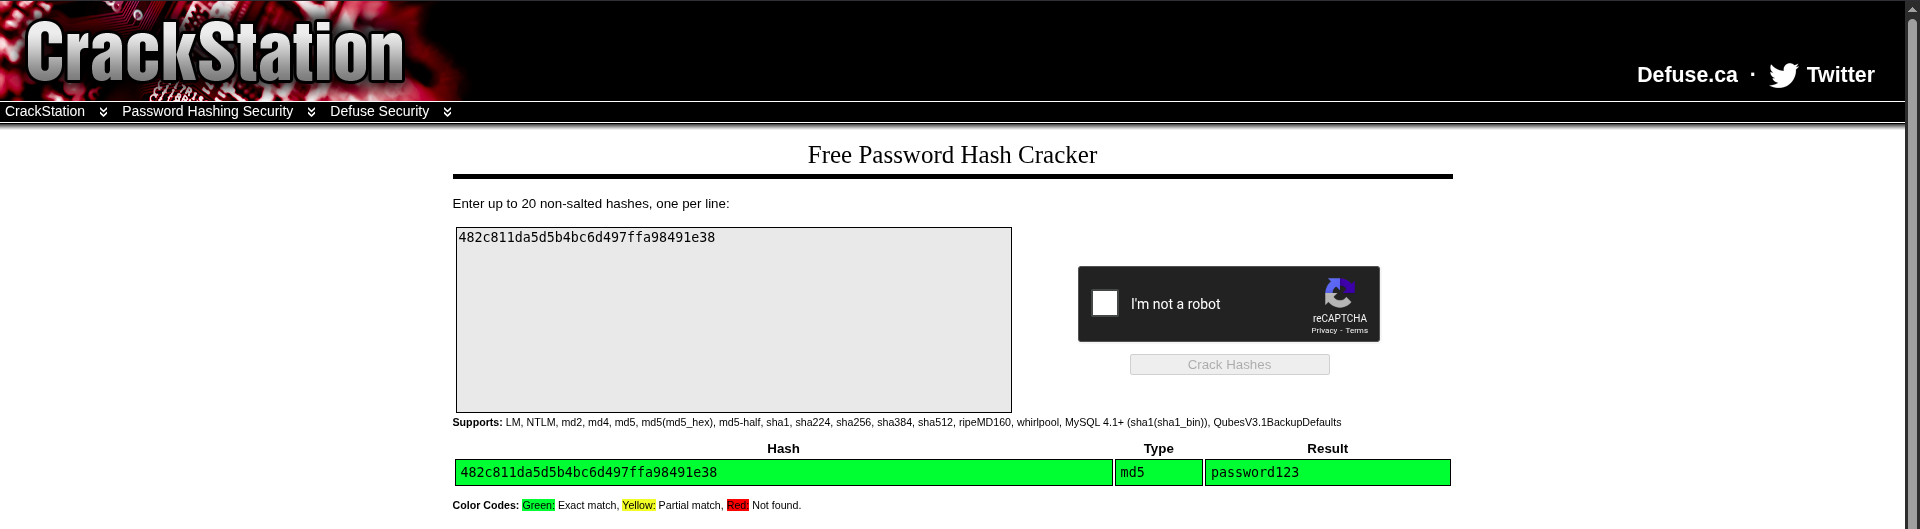 CrackStation
Defuse.ca · Twitter
CrackStation Password Hashing Security Defuse Security
Free Password Hash Cracker
Enter up to 20 non-salted hashes, one per line:
482c811da5d5b4bc6d497ffa98491e38
I'm not a robot
reCAPTCHA
Privacy - Terms
Crack Hashes
Supports: LM, NTLM, md2, md4, md5, md5(md5_hex), md5-half, sha1, sha224, sha256, sha384, sha512, ripeMD160, whirlpool, MySQL 4.1+ (sha1(sha1_bin)), QubesV3.1BackupDefaults
Hash Type Result
482c811da5d5b4bc6d497ffa98491e38 md5 password123
Color Codes: Green: Exact match, Yellow: Partial match, Red: Not found.